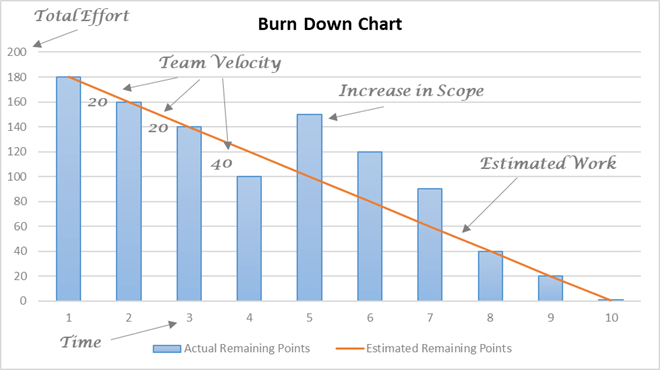 Burn Down Chart
Total Effort
200
180
160
140
120
100
80
60
40
20
0
Team Velocity
20
20
40
Increase in Scope
Estimated Work
1 2 3 4 5 6 7 8 9 10
Time
Actual Remaining Points Estimated Remaining Points